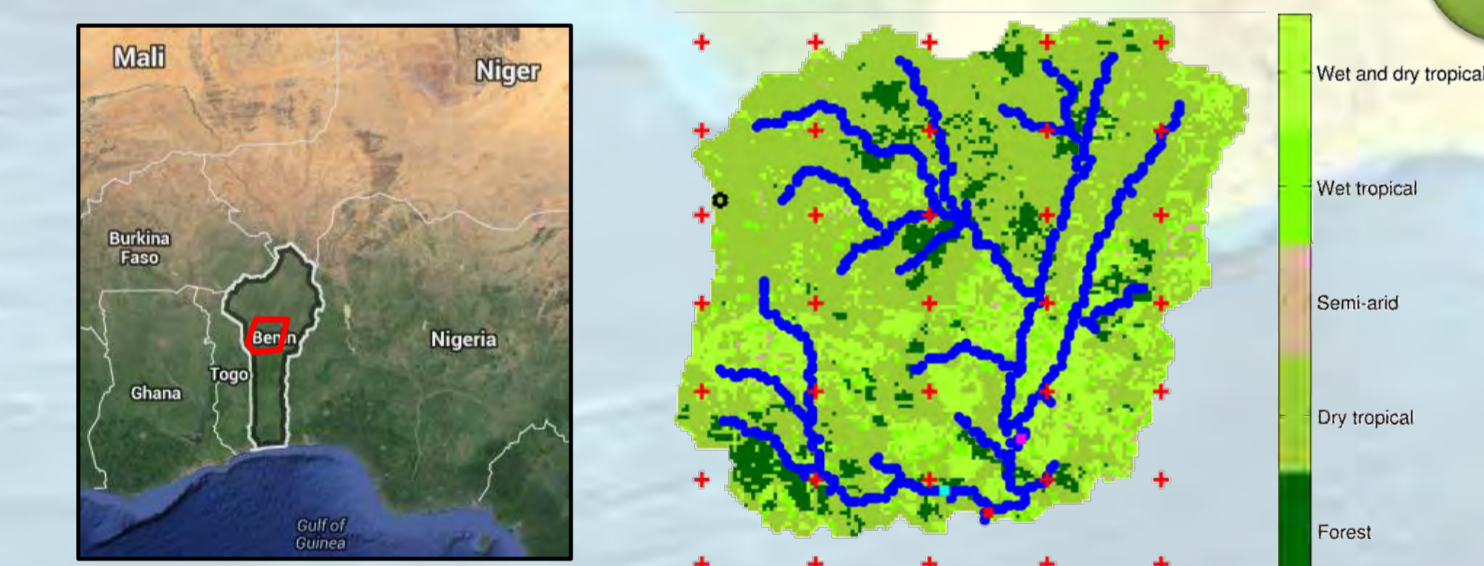 Mali
Niger
Burkina
Faso
Benin
Nigeria
Togo
Ghana
Gulf of
Guinea
Wet and dry tropical
Wet tropical
Semi-arid
Dry tropical
Forest